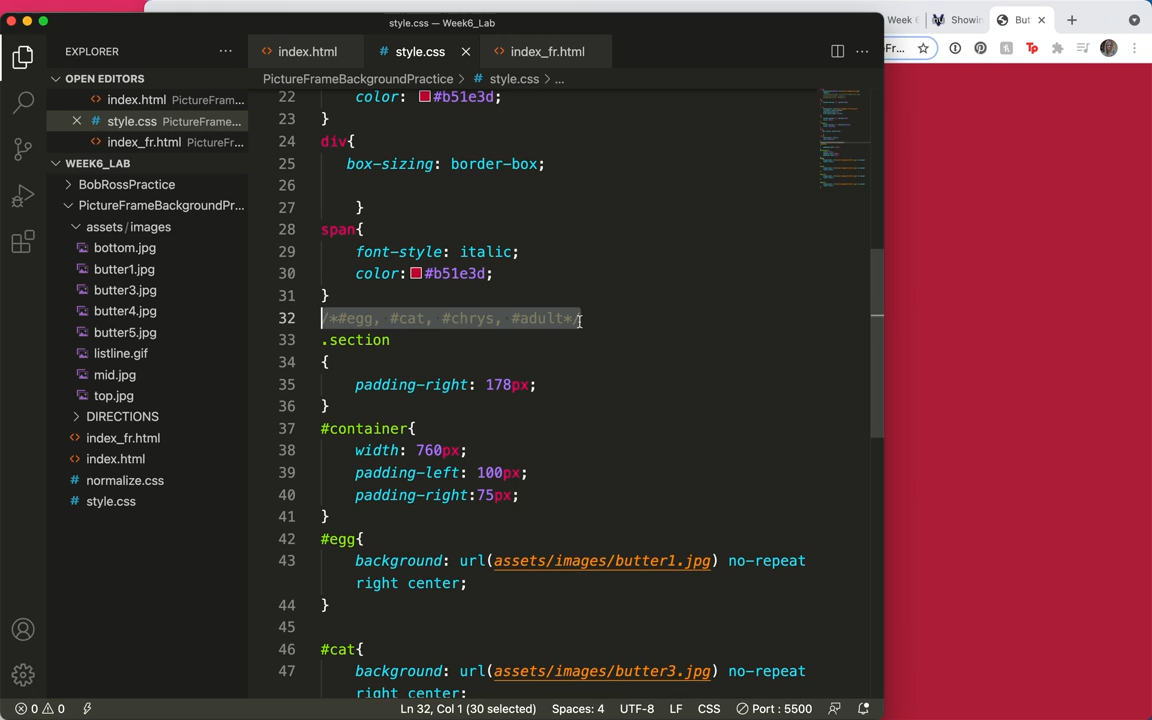 style.css — Week6_Lab
Week
Showin
But
EXPLORER
index.html
style.css
index_fr.html
Fr...
OPEN EDITORS
PictureFrameBackgroundPractice > # style.css > ...
index.html PictureFram...
# style.css PictureFrame...
index_fr.html PictureFr...
WEEK6_LAB
BobRossPractice
PictureFrameBackgroundPr...
assets/images
bottom.jpg
butter1.jpg
butter3.jpg
butter4.jpg
butter5.jpg
listline.gif
mid.jpg
top.jpg
DIRECTIONS
index_fr.html
index.html
# normalize.css
# style.css
22 color: #b51e3d;
23 }
24 div{
25 box-sizing: border-box;
26
27 }
28 span{
29 font-style: italic;
30 color:#b51e3d;
31 }
32 /*#egg, #cat, #chrys, #adult*/
33 .section
34 {
35 padding-right: 178px;
36 }
37 #container{
38 width: 760px;
39 padding-left: 100px;
40 padding-right:75px;
41 }
42 #egg{
43 background: url(assets/images/butter1.jpg) no-repeat
right center;
44 }
45
46 #cat{
47 background: url(assets/images/butter3.jpg) no-repeat
right center;
0 0
Ln 32, Col 1 (30 selected)
Spaces: 4
UTF-8
LF
CSS
Port : 5500